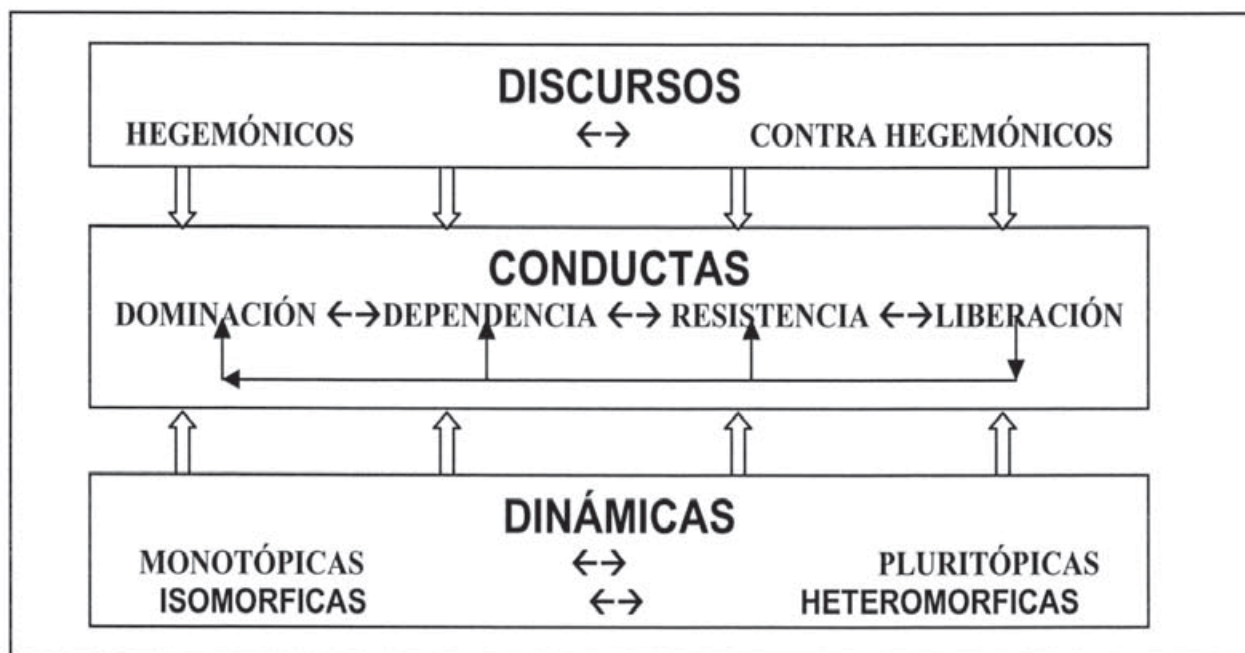 DISCURSOS
HEGEMÓNICOS ←→ CONTRA HEGEMÓNICOS
CONDUCTAS
DOMINACIÓN ←→ DEPENDENCIA ←→ RESISTENCIA ←→ LIBERACIÓN
DINÁMICAS
MONOTÓPICAS ←→ PLURITÓPICAS
ISOMORFICAS ←→ HETEROMORFICAS